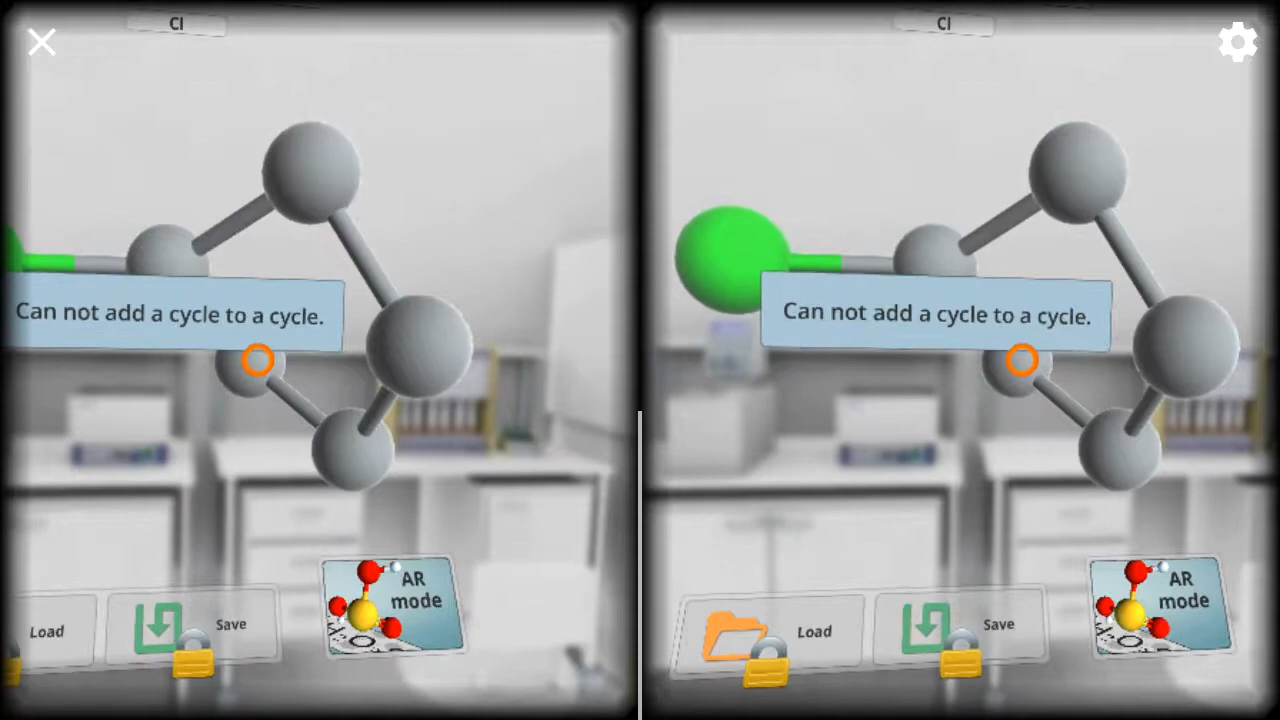 Cl
Cl
Can not add a cycle to a cycle.
Can not add a cycle to a cycle.
Load
Save
AR
mode
Load
Save
AR
mode